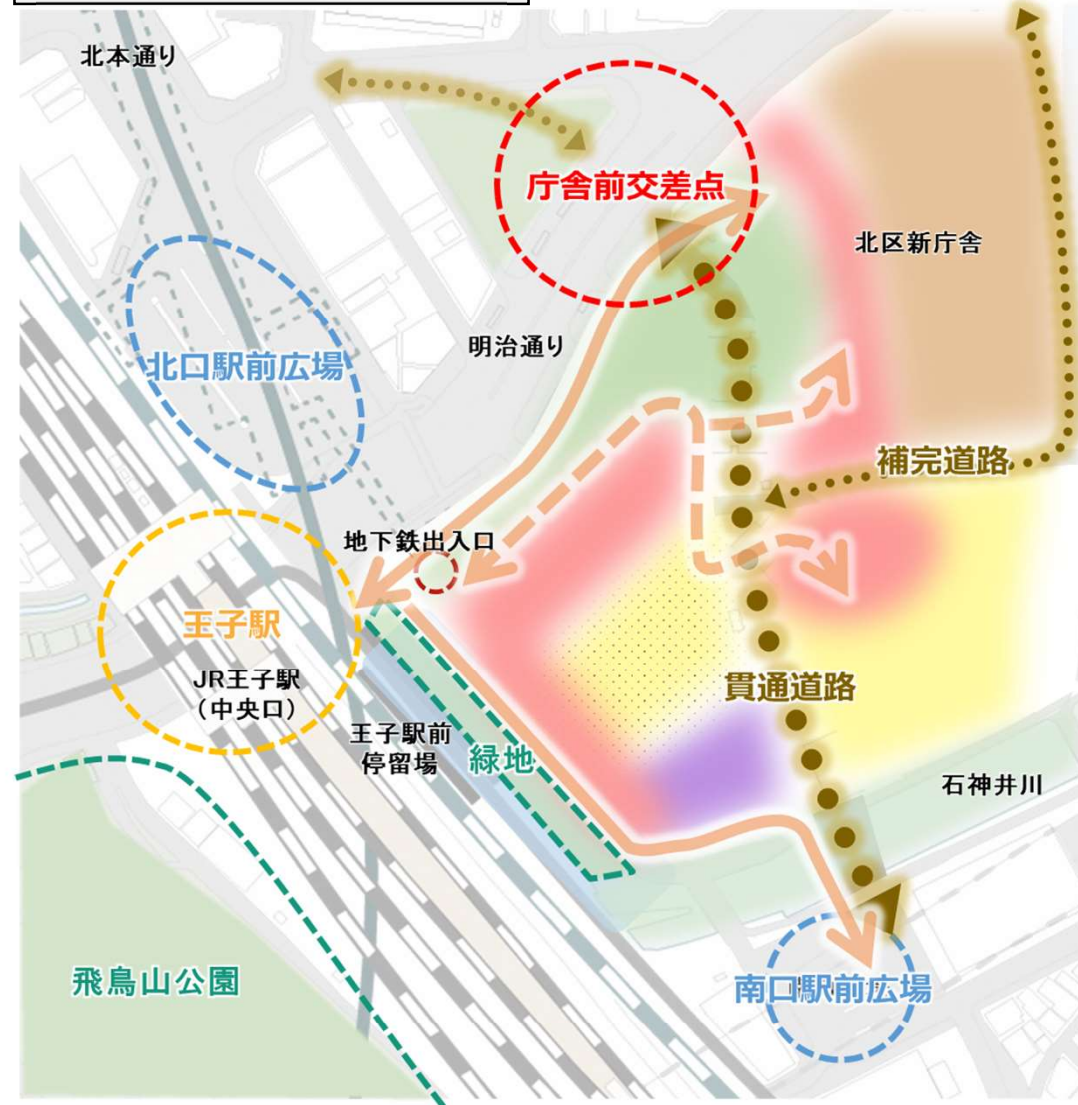 北本通り
庁舎前交差点
北区新庁舎
明治通り
北口駅前広場
補完道路
地下鉄出入口
王子駅
JR王子駅
（中央口）
貫通道路
王子駅前
停留場
緑地
石神井川
飛鳥山公園
南口駅前広場